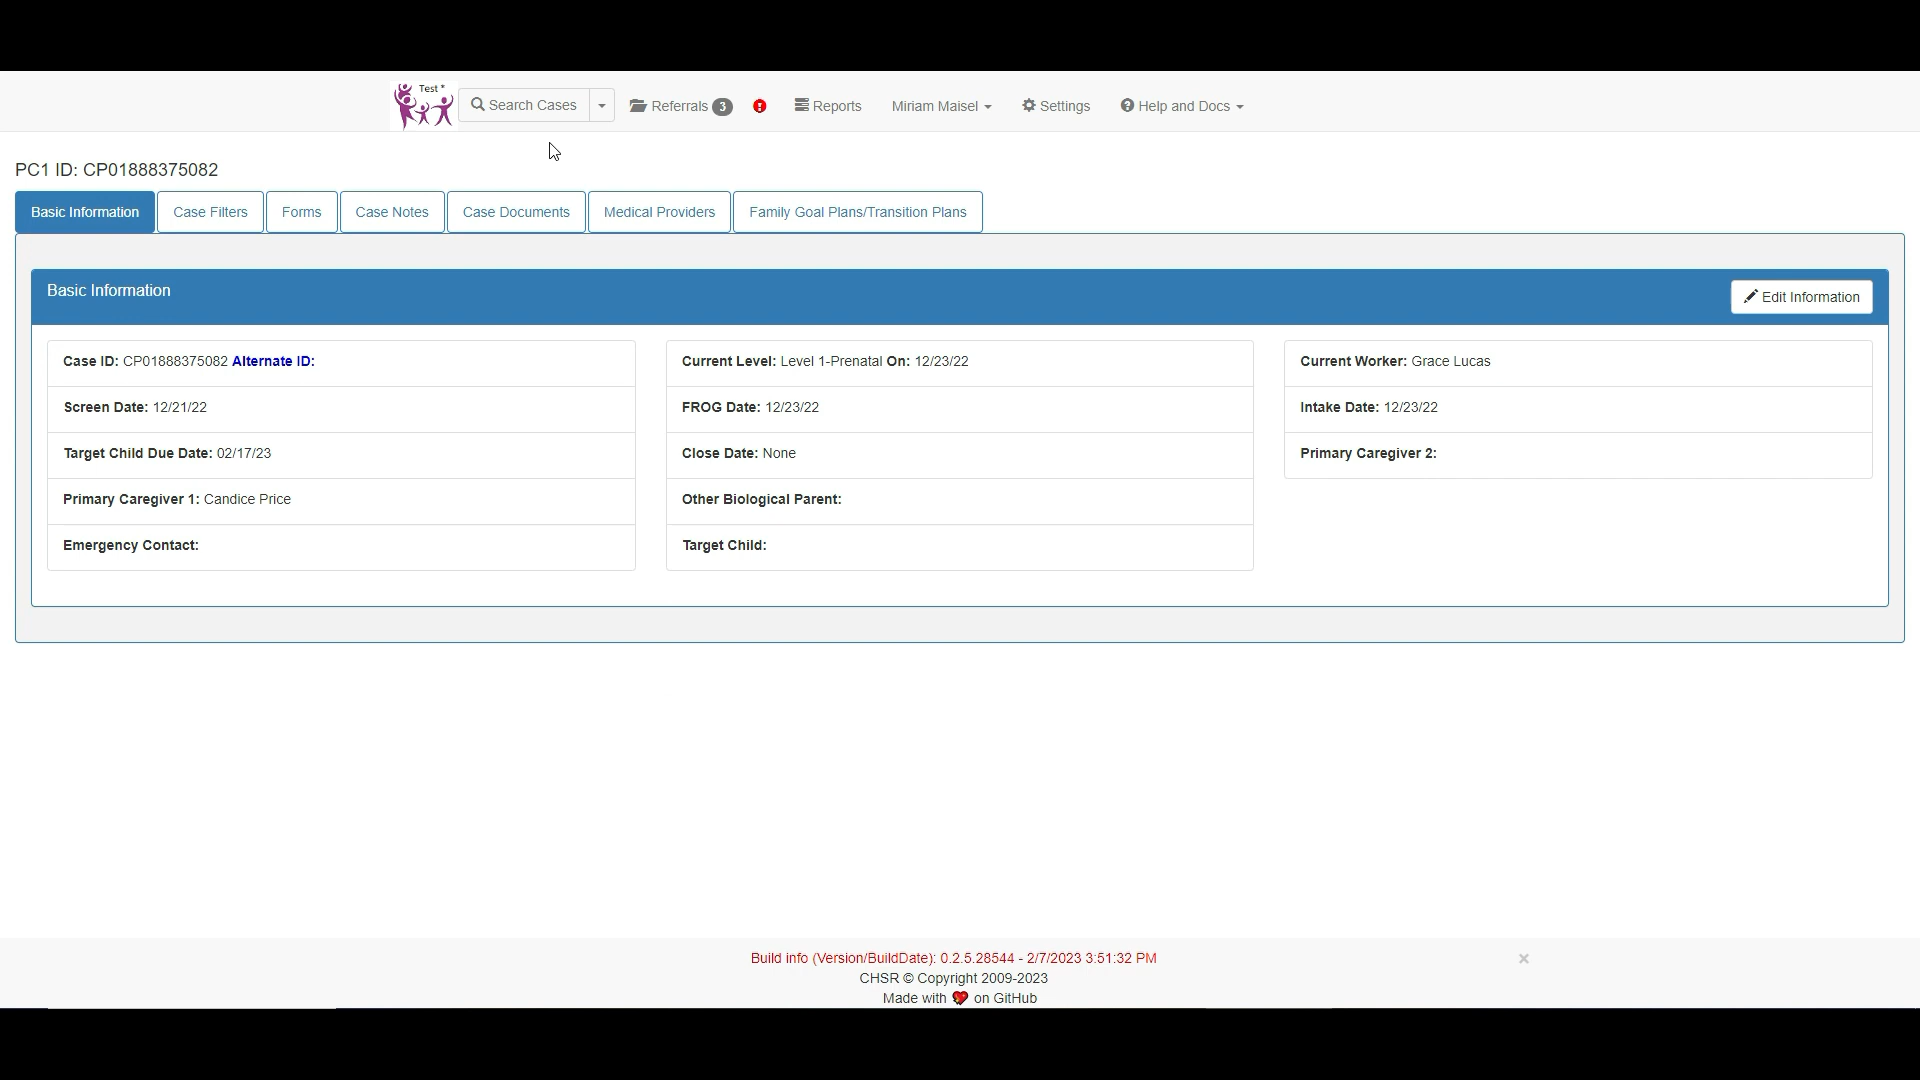 Test *
Search Cases
Referrals 3
Reports
Miriam Maisel
Settings
Help and Docs
PC1 ID: CP01888375082
Basic Information
Case Filters
Forms
Case Notes
Case Documents
Medical Providers
Family Goal Plans/Transition Plans
Basic Information
Edit Information
Case ID: CP01888375082 Alternate ID:
Current Level: Level 1-Prenatal On: 12/23/22
Current Worker: Grace Lucas
Screen Date: 12/21/22
FROG Date: 12/23/22
Intake Date: 12/23/22
Target Child Due Date: 02/17/23
Close Date: None
Primary Caregiver 2:
Primary Caregiver 1: Candice Price
Other Biological Parent:
Emergency Contact:
Target Child:
Build info (Version/BuildDate): 0.2.5.28544 - 2/7/2023 3:51:32 PM
CHSR © Copyright 2009-2023
Made with ❤ on GitHub